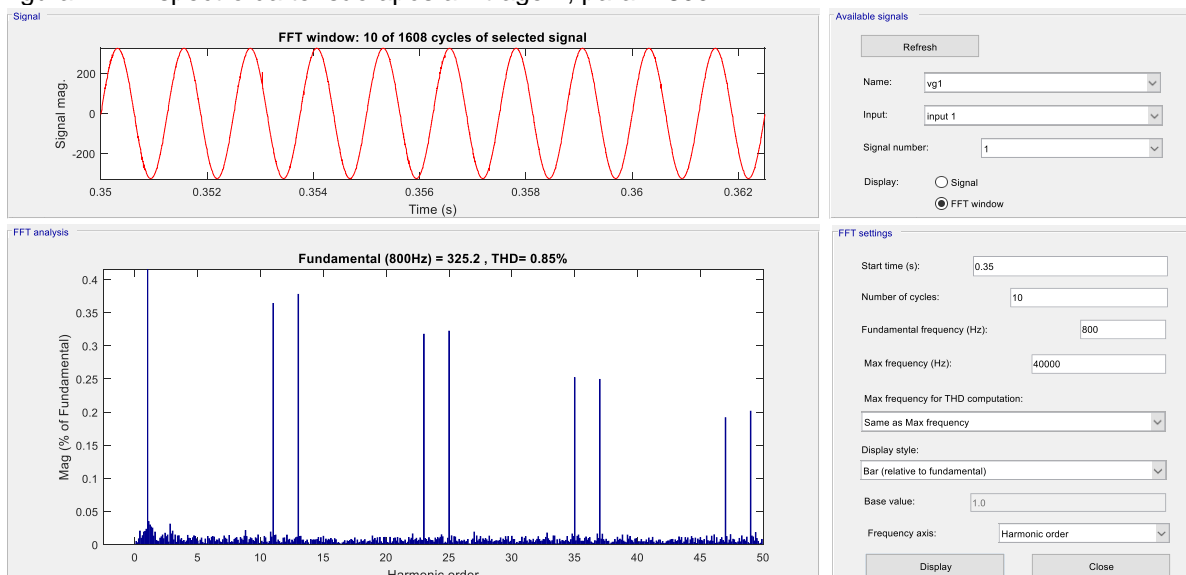 Signal
FFT window: 10 of 1608 cycles of selected signal
200
0
-200
Signal mag.
0.35 0.352 0.354 0.356 0.358 0.36 0.362
Time (s)
Available signals
Refresh
Name: vg1
Input: input 1
Signal number: 1
Display: Signal
FFT window
FFT analysis
Fundamental (800Hz) = 325.2 , THD= 0.85%
0.4
0.35
0.3
0.25
0.2
0.15
0.1
0.05
0
Mag (% of Fundamental)
0 5 10 15 20 25 30 35 40 45 50
Harmonic order
FFT settings
Start time (s): 0.35
Number of cycles: 10
Fundamental frequency (Hz): 800
Max frequency (Hz): 40000
Max frequency for THD computation:
Same as Max frequency
Display style:
Bar (relative to fundamental)
Base value: 1.0
Frequency axis: Harmonic order
Display Close